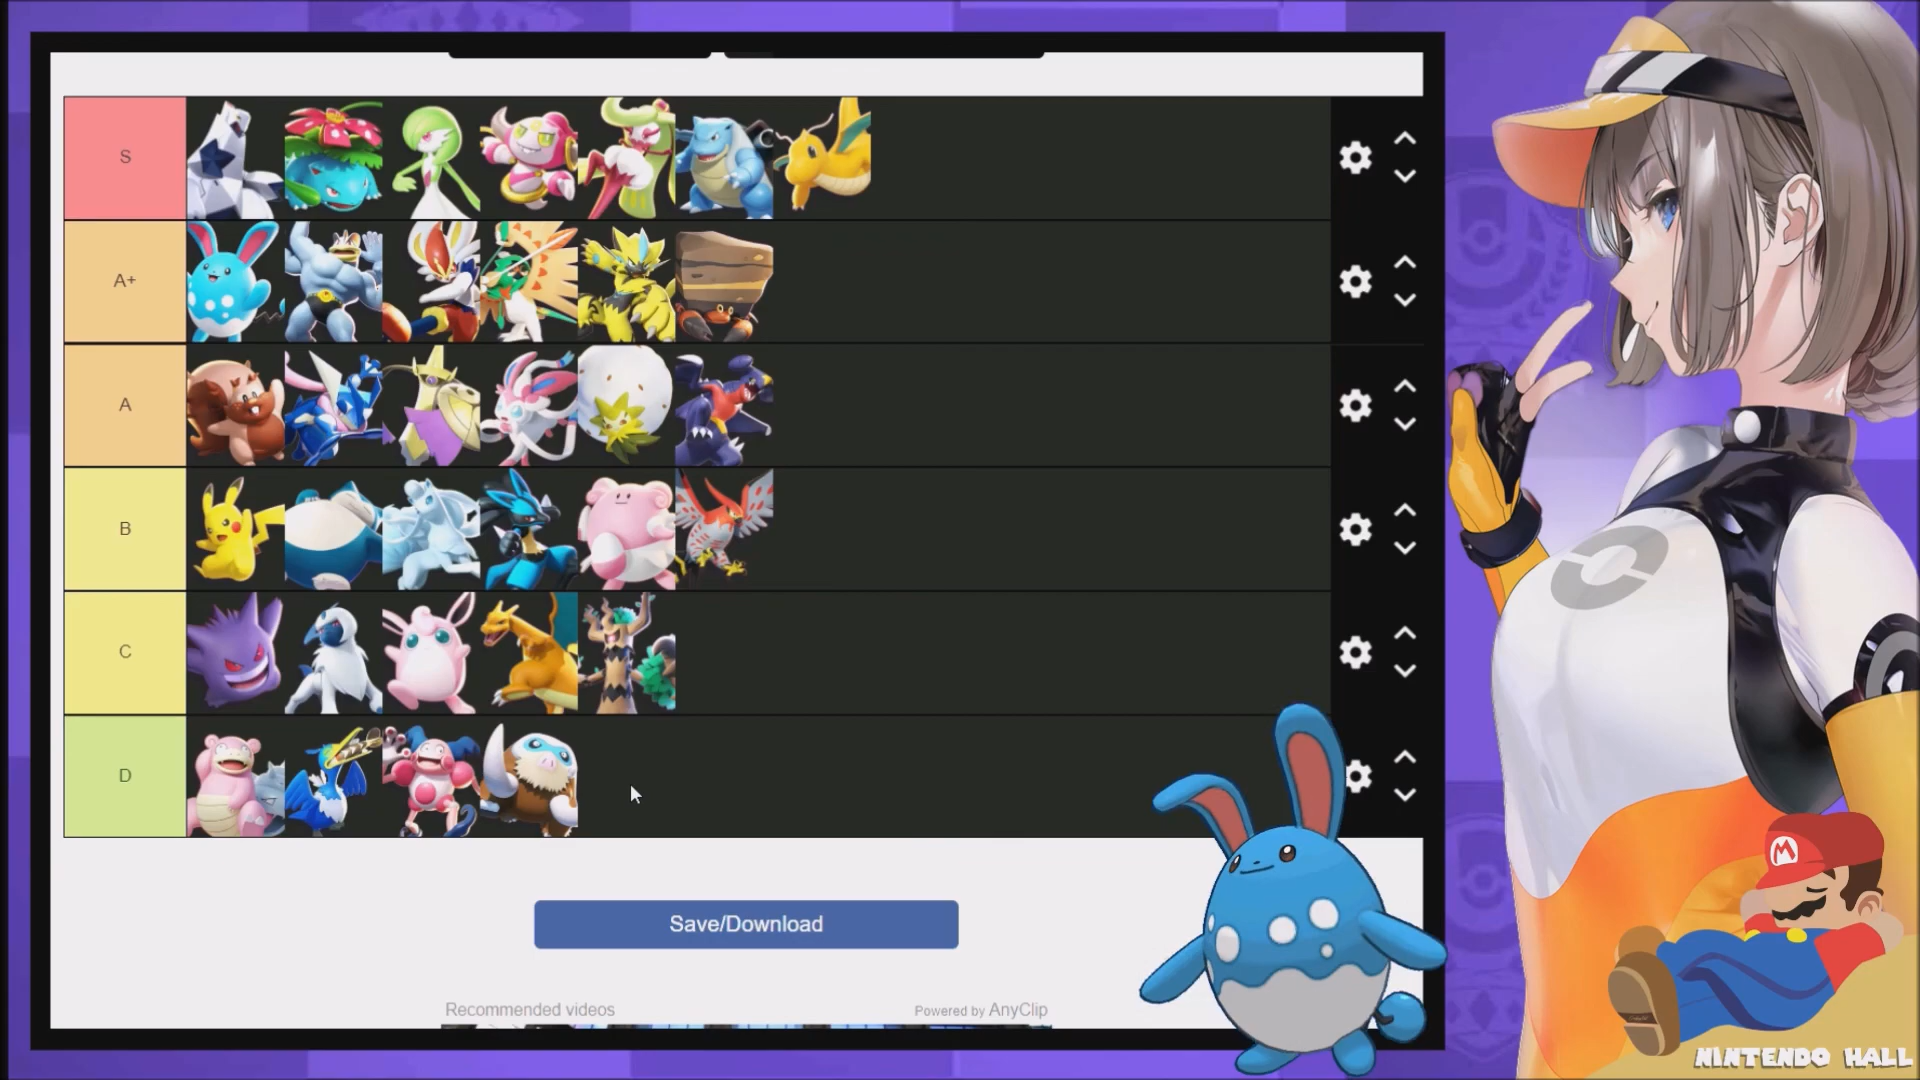 S
A+
A
B
C
D
Save/Download
Recommended videos
Powered by AnyClip
M
NINTENDO HALL